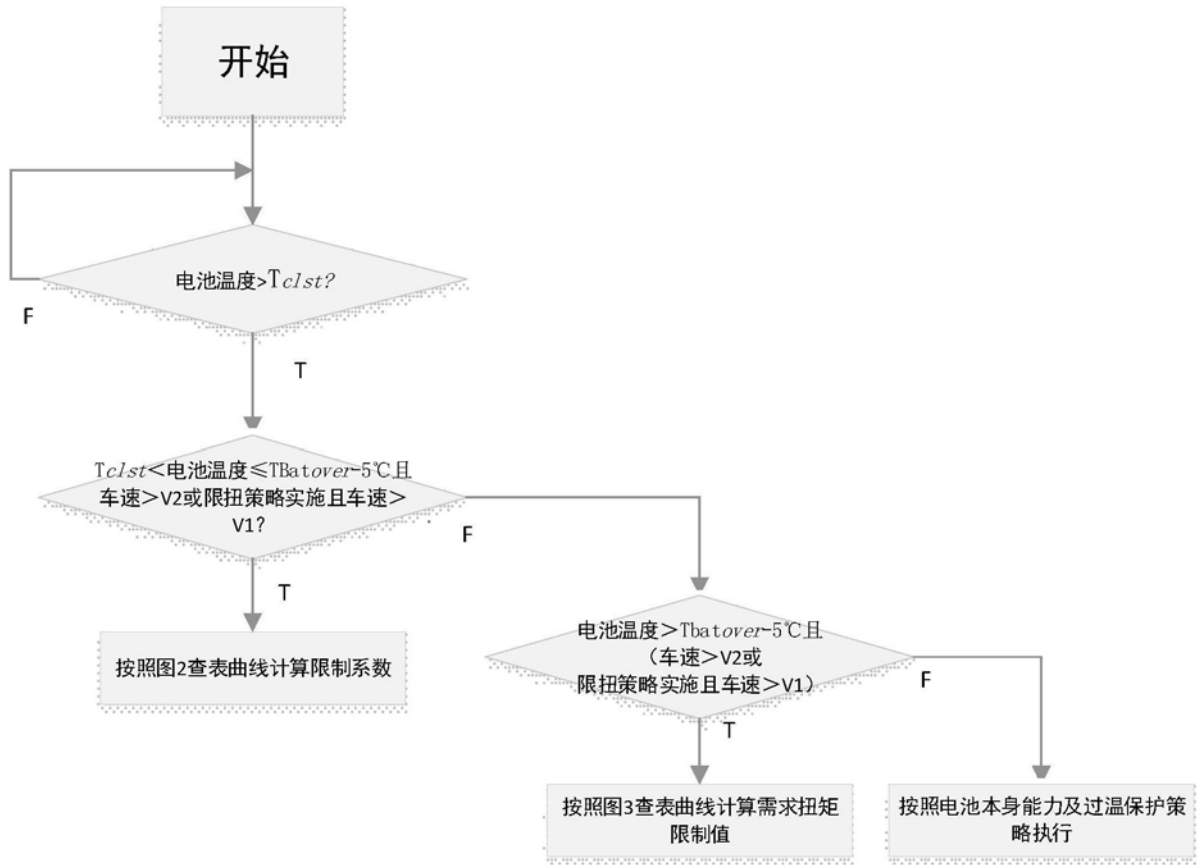 开始
电池温度>Tclst?
F
T
Tclst＜电池温度≤TBatover-5℃且
车速＞V2或限扭策略实施且车速＞
V1?
F
T
按照图2查表曲线计算限制系数
电池温度＞Tbatover-5℃且
（车速＞V2或
限扭策略实施且车速＞V1）
F
T
按照图3查表曲线计算需求扭矩
限制值
按照电池本身能力及过温保护策
略执行